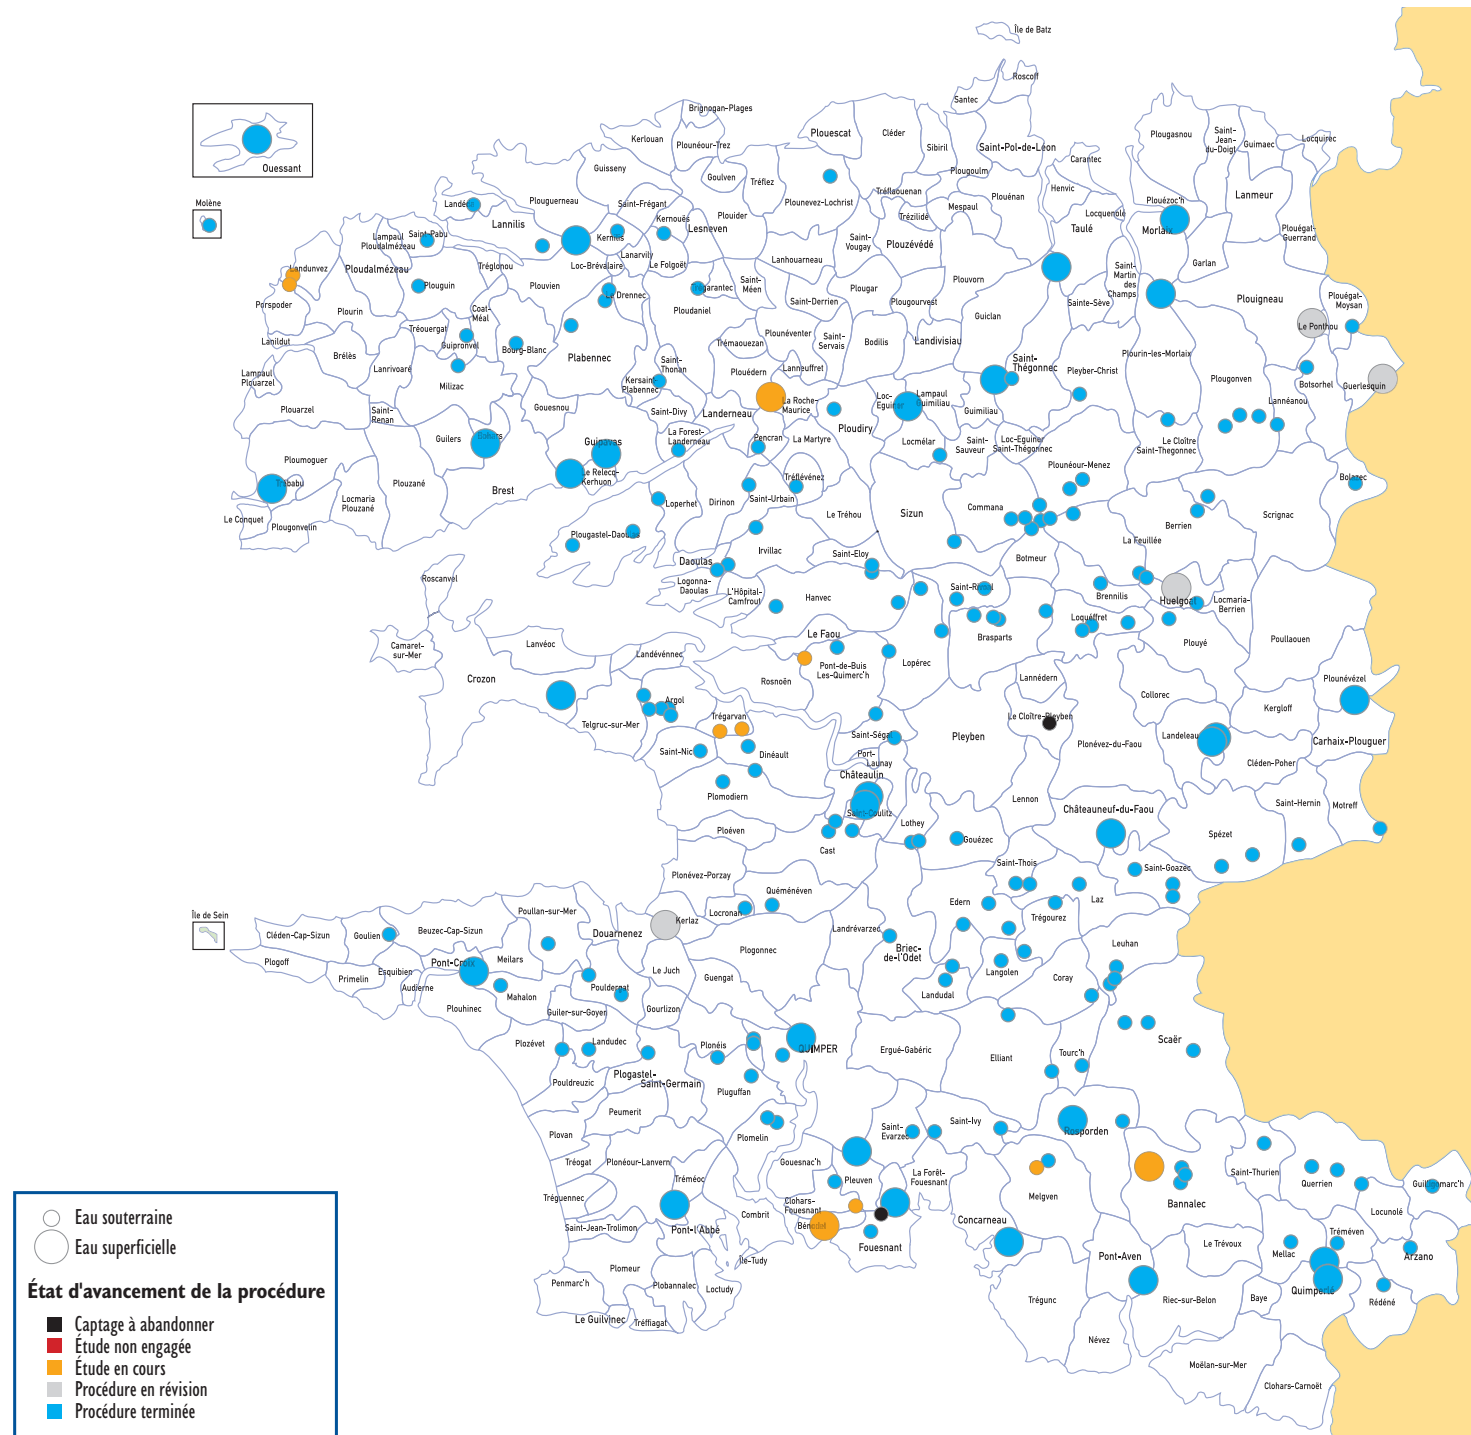 Île de Batz
Roscoff
Santec
Brignogan-Plages
Plouescat
Cléder
Sibiril
Saint-Pol-de-Léon
Plougasnou
Saint-
Jean-
du-Doigt
Guimaec
Locquirec
Kerlouan
Plounéour-Trez
Carantec
Ouessant
Guisseny
Goulven
Tréflez
Plougoulm
Tréflaouenan
Plouénan
Henvic
Lanmeur
Molène
Landéda
Plouguerneau
Saint-Frégant
Plounevez-Lochrist
Mespaul
Plouézoc'h
Locquenolé
Lannilis
Kernouës
Plouider
Lesneven
Trézilidé
Taulé
Morlaix
Plouégat-
Guerrand
Lampaul
Ploudalmézeau
Saint-Pabu
Kernilis
Saint-
Vougay
Plouzévédé
Lanarvily
Le Folgoët
Lanhouarneau
Garlan
Landunvez
Ploudalmézeau
Tréglonou
Loc-Brévalaire
Plouvien
Plouguin
Le Drennec
Trégarantec
Saint-
Méen
Plougar
Plouvorn
Saint-
Martin
des
Champs
Sainte-Sève
Plouigneau
Plouégat-
Moysan
Porspoder
Plourin
Coat-
Méal
Ploudaniel
Saint-Derrien
Plougourvest
Guiclan
Le Ponthou
Lanildut
Tréouergat
Guipronvel
Bourg-Blanc
Trémaouezan
Plounéventer
Saint-
Servais
Bodilis
Landivisiau
Brélès
Lanrivoaré
Plabennec
Saint-
Thonan
Plouédern
Lanneuffret
Saint-
Thégonnec
Pleyber-Christ
Plourin-les-Morlaix
Plougonven
Botsorhel
Guerlesquin
Lampaul
Plouarzel
Milizac
Kersaint-
Plabennec
Lannéanou
Plouarzel
Saint-
Renan
Gouesnou
Saint-Divy
Landerneau
La Roche-
Maurice
Loc-
Eguiner
Lampaul
Guimiliau
Guimiliau
Ploudiry
Guilers
Bohars
Guipavas
La Forest-
Landerneau
Pencran
La Martyre
Locmélar
Saint-
Sauveur
Loc-Eguiner
Saint-Thégonnec
Le Cloître
Saint-Thegonnec
Ploumoguer
Plouzané
Brest
Le Relecq-
Kerhuon
Tréflévénez
Plounéour-Menez
Bolazec
Trébabu
Locmaria
Plouzané
Loperhet
Dirinon
Saint-Urbain
Le Tréhou
Sizun
Commana
Berrien
Scrignac
Le Conquet
Plougonvelin
Plougastel-Daoulas
Irvillac
Saint-Eloy
Botmeur
La Feuillée
Daoulas
Logonna-
Daoulas
L'Hôpital-
Camfrout
Hanvec
Saint-Rivoal
Brennilis
Huelgoat
Locmaria-
Berrien
Roscanvel
Loqueffret
Camaret-
sur-Mer
Lanvéoc
Landévénnec
Le Faou
Brasparts
Plouyé
Poullaouen
Crozon
Rosnoën
Pont-de-Buis
Les-Quimerc'h
Lopérec
Lannédern
Collorec
Plounévézel
Argol
Telgruc-sur-Mer
Trégarvan
Le Cloître-Pleyben
Kergloff
Saint-Nic
Dinéault
Saint-Ségal
Pleyben
Plonévez-du-Faou
Landeleau
Carhaix-Plouguer
Port-
Launay
Cléden-Poher
Plomodiern
Châteaulin
Saint-Coulitz
Lennon
Châteauneuf-du-Faou
Saint-Hernin
Motreff
Ploéven
Lothey
Cast
Gouézec
Spézet
Plonévez-Porzay
Saint-Thois
Saint-Goazec
Quéménéven
Locronan
Edern
Trégourez
Laz
Île de Sein
Poullan-sur-Mer
Kerlaz
Douarnenez
Landrévarzec
Cléden-Cap-Sizun
Goulien
Beuzec-Cap-Sizun
Plogonnec
Briec-
de-l'Odet
Leuhan
Plogoff
Primelin
Esquibien
Pont-Croix
Meilars
Le Juch
Guengat
Landudal
Langolen
Coray
Audierne
Mahalon
Pouldergat
Plouhinec
Guiler-sur-Goyen
Gourlizon
Plozévet
Landudec
Plonéis
QUIMPER
Ergué-Gabéric
Elliant
Tourc'h
Scaër
Pouldreuzic
Plogastel-
Saint-Germain
Pluguffan
Peumerit
Plovan
Plomelin
Saint-
Evarzec
Saint-Ivy
Rosporden
Tréogat
Plonéour-Lanvern
Gouesnac'h
Pleuven
La Forêt-
Fouesnant
Melgven
Saint-Thurien
Querrien
Guilligomarc'h
Tréguennec
Tréméoc
Clohars-
Fouesnant
Bannalec
Locunolé
Saint-Jean-Trolimon
Pont-l'Abbé
Combrit
Bénodet
Fouesnant
Concarneau
Le Trévoux
Mellac
Tréméven
Arzano
Île-Tudy
Pont-Aven
Plomeur
Penmarc'h
Plobannalec
Loctudy
Trégunc
Riec-sur-Belon
Baye
Quimperlé
Rédéné
Le Guilvinec
Tréffiagat
Névez
Moëlan-sur-Mer
Clohars-Carnoët
Eau souterraine
Eau superficielle
État d'avancement de la procédure
Captage à abandonner
Étude non engagée
Étude en cours
Procédure en révision
Procédure terminée